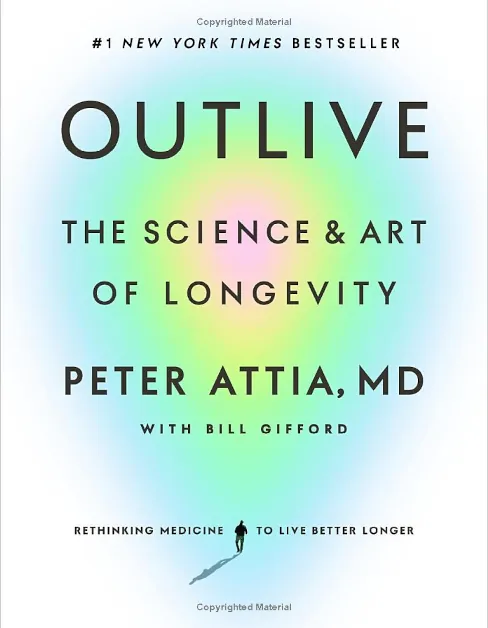 Copyrighted Material
#1 NEW YORK TIMES BESTSELLER
OUTLIVE
THE SCIENCE & ART
OF LONGEVITY
PETER ATTIA, MD
WITH BILL GIFFORD
RETHINKING MEDICINE TO LIVE BETTER LONGER
Copyrighted Material